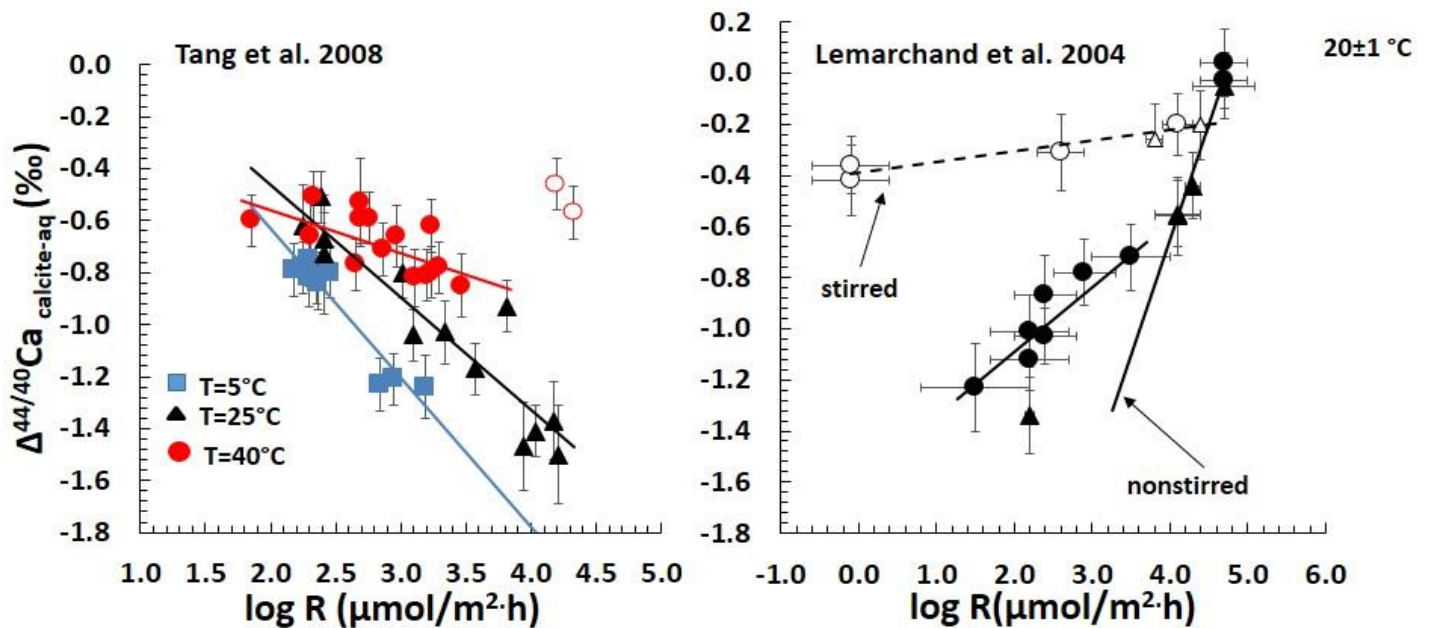 Tang et al. 2008
Δ⁴⁴/⁴⁰Ca calcite-aq (‰)
0.0
-0.2
-0.4
-0.6
-0.8
-1.0
-1.2
-1.4
-1.6
-1.8
T=5°C
T=25°C
T=40°C
1.0 2.0 2.5 3.0 3.5 4.0 4.5 5.0
log R (µmol/m²·h)
Lemarchand et al. 2004
20±1 °C
0.2
0.0
-0.2
-0.4
-0.6
-0.8
-1.0
-1.2
-1.4
-1.6
-1.8
stirred
nonstirred
-1.0 0.0 1.0 2.0 3.0 4.0 5.0 6.0
log R(µmol/m²·h)